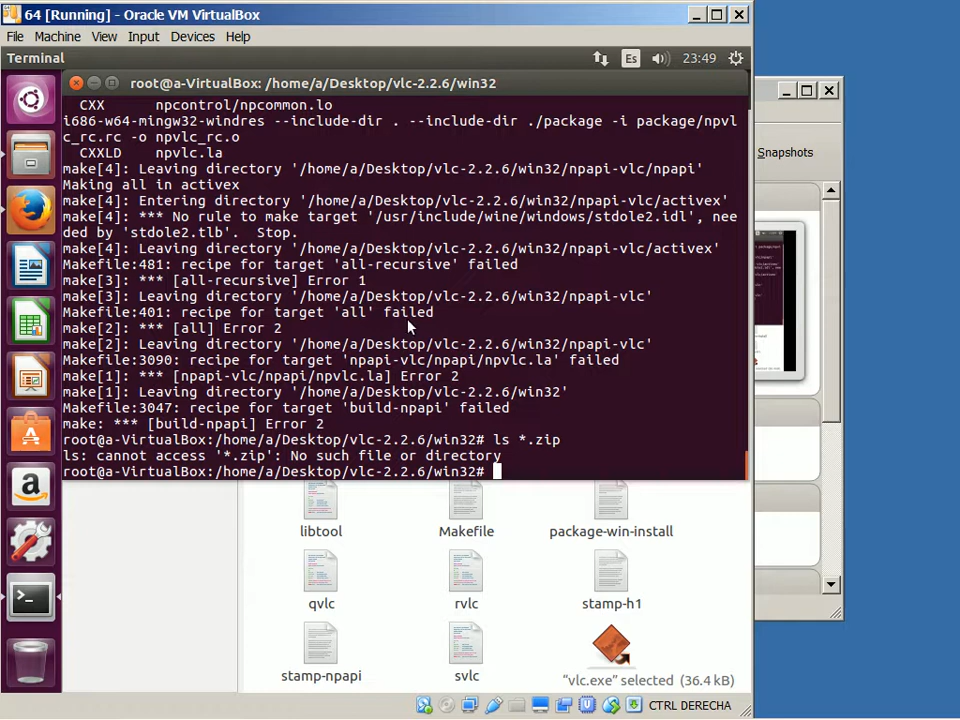 64 [Running] - Oracle VM VirtualBox
File Machine View Input Devices Help
Terminal
Es
23:49
root@a-VirtualBox: /home/a/Desktop/vlc-2.2.6/win32
CXX npcontrol/npcommon.lo
i686-w64-mingw32-windres --include-dir . --include-dir ./package -i package/npvl
c_rc.rc -o npvlc_rc.o
CXXLD npvlc.la
make[4]: Leaving directory '/home/a/Desktop/vlc-2.2.6/win32/npapi-vlc/npapi'
Making all in activex
make[4]: Entering directory '/home/a/Desktop/vlc-2.2.6/win32/npapi-vlc/activex'
make[4]: *** No rule to make target '/usr/include/wine/windows/stdole2.idl', nee
ded by 'stdole2.tlb'.  Stop.
make[4]: Leaving directory '/home/a/Desktop/vlc-2.2.6/win32/npapi-vlc/activex'
Makefile:481: recipe for target 'all-recursive' failed
make[3]: *** [all-recursive] Error 1
make[3]: Leaving directory '/home/a/Desktop/vlc-2.2.6/win32/npapi-vlc'
Makefile:401: recipe for target 'all' failed
make[2]: *** [all] Error 2
make[2]: Leaving directory '/home/a/Desktop/vlc-2.2.6/win32/npapi-vlc'
Makefile:3090: recipe for target 'npapi-vlc/npapi/npvlc.la' failed
make[1]: *** [npapi-vlc/npapi/npvlc.la] Error 2
make[1]: Leaving directory '/home/a/Desktop/vlc-2.2.6/win32'
Makefile:3047: recipe for target 'build-npapi' failed
make: *** [build-npapi] Error 2
root@a-VirtualBox:/home/a/Desktop/vlc-2.2.6/win32# ls *.zip
ls: cannot access '*.zip': No such file or directory
root@a-VirtualBox:/home/a/Desktop/vlc-2.2.6/win32#
Snapshots
libtool
Makefile
package-win-install
qvlc
rvlc
stamp-h1
stamp-npapi
svlc
"vlc.exe" selected (36.4 kB)
CTRL DERECHA